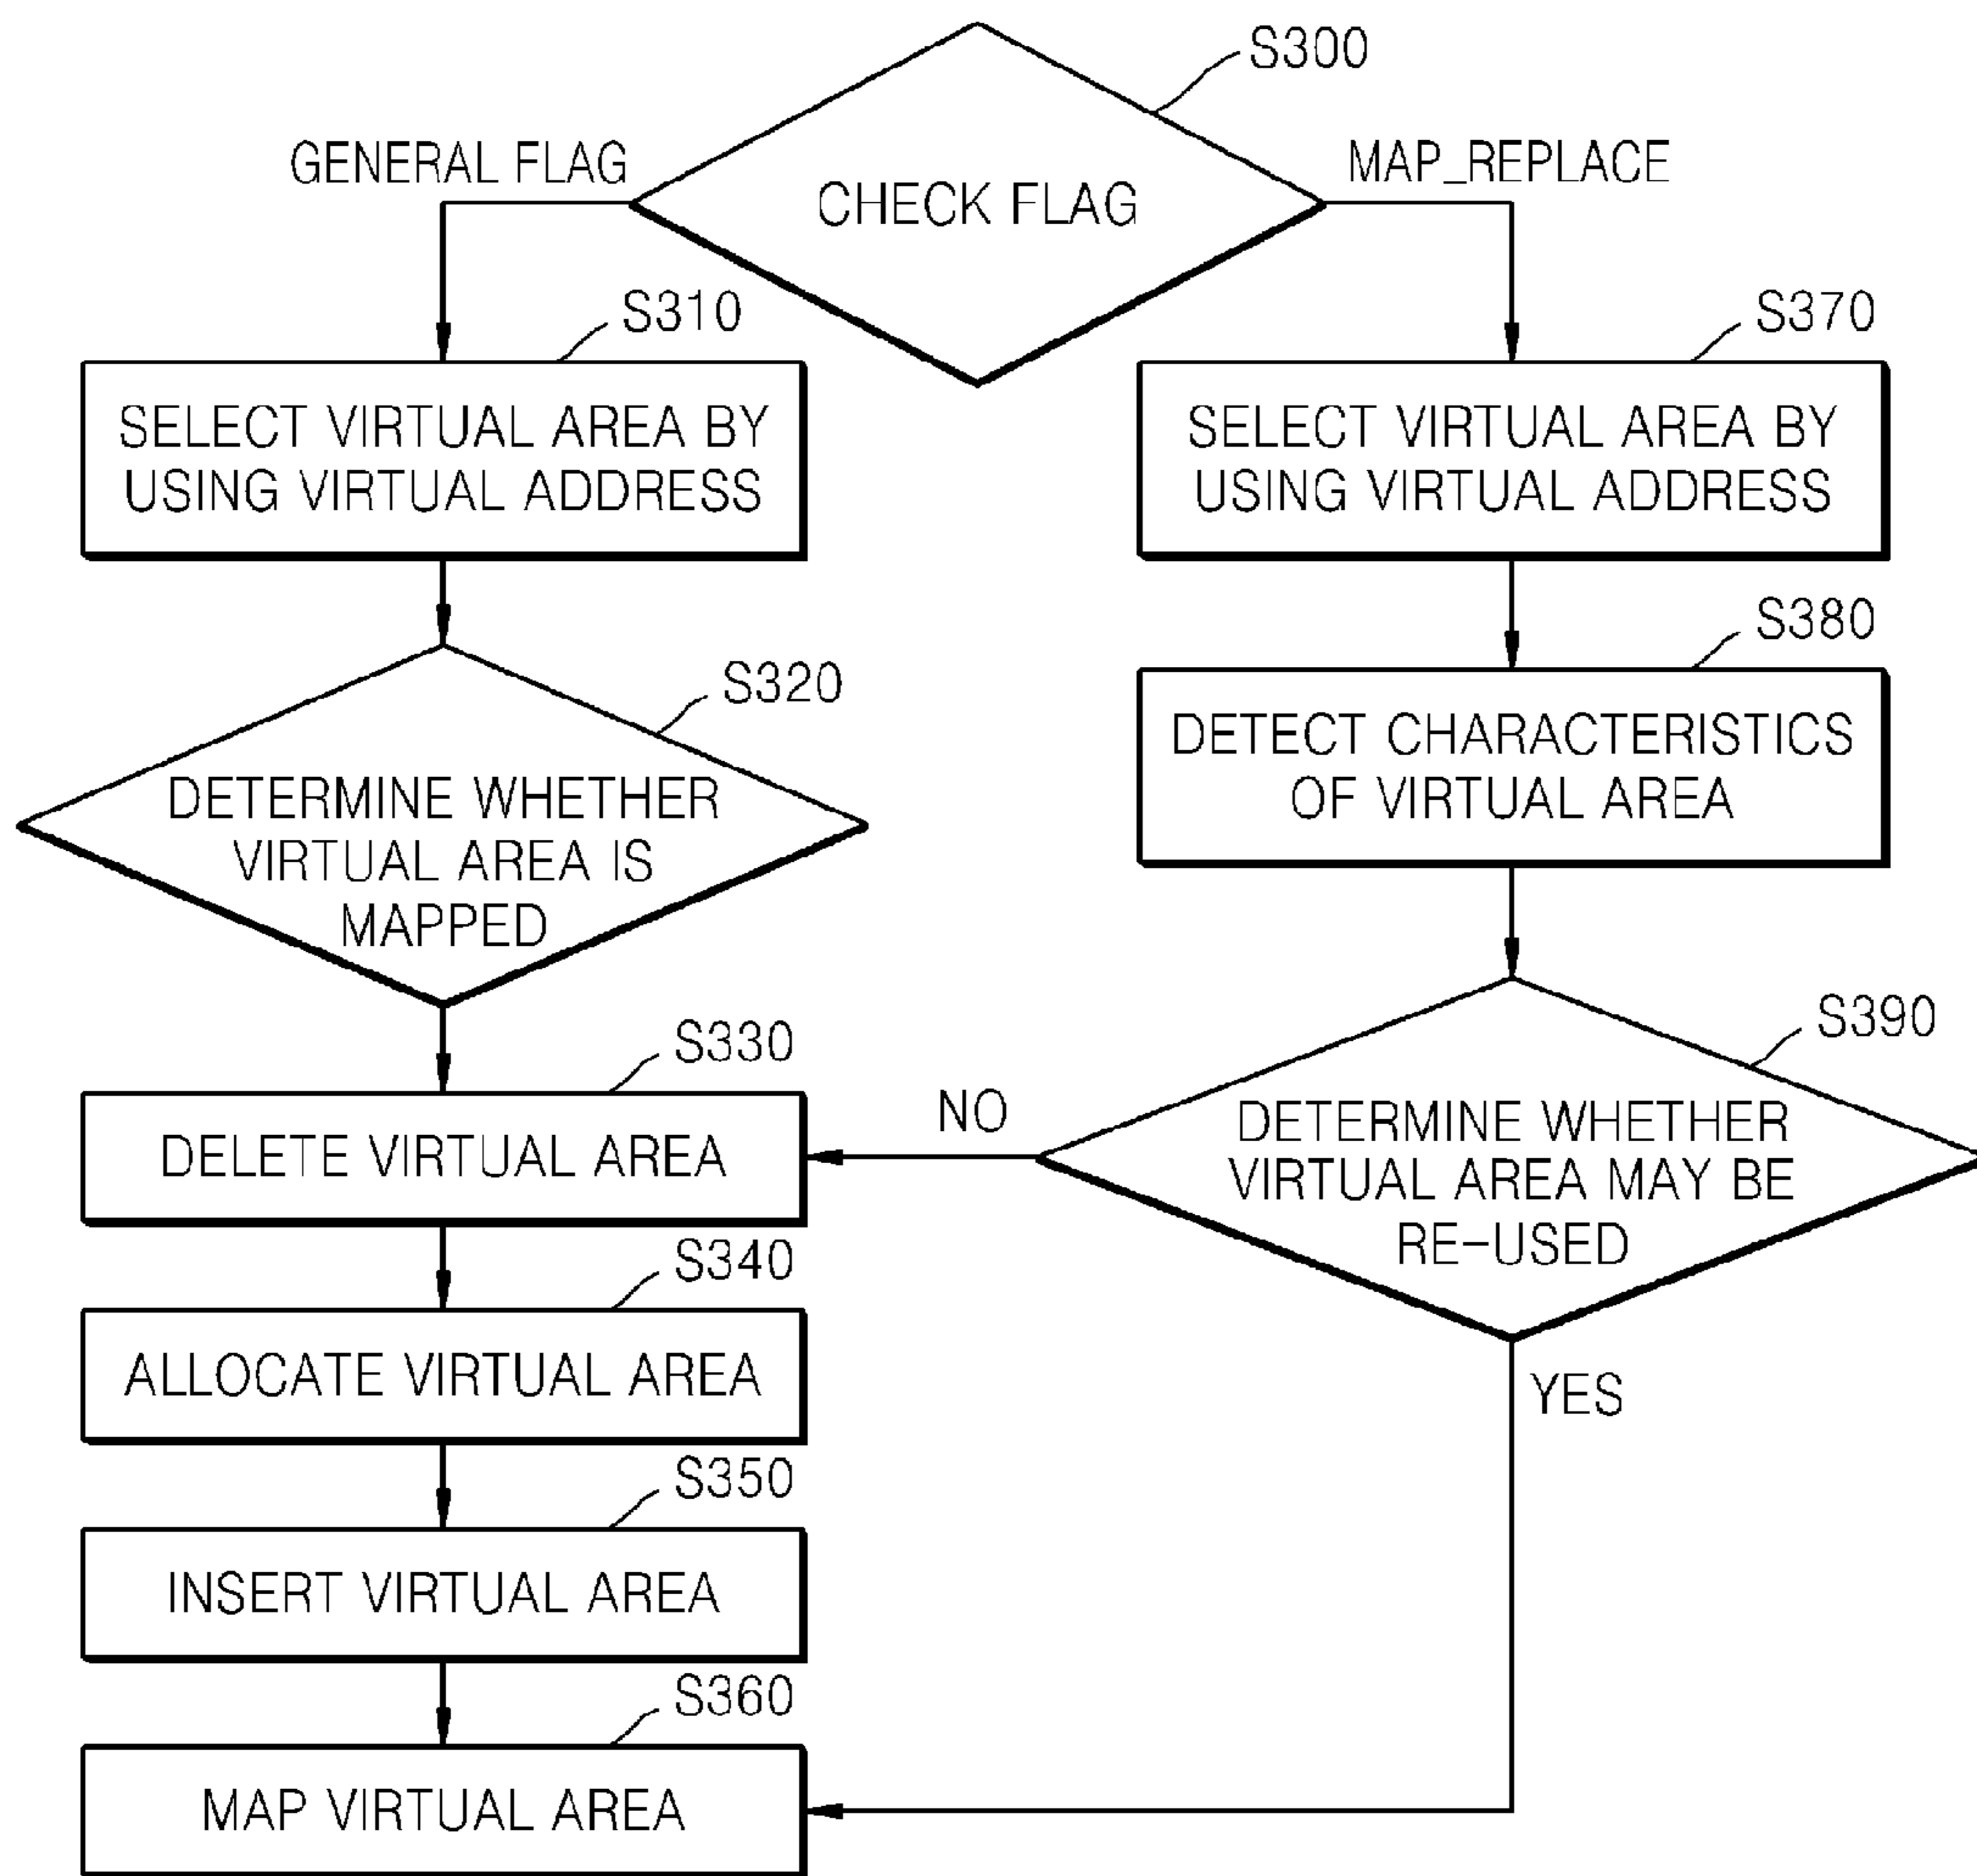 S300
GENERAL FLAG
MAP_REPLACE
CHECK FLAG
S310
SELECT VIRTUAL AREA BY
USING VIRTUAL ADDRESS
S370
SELECT VIRTUAL AREA BY
USING VIRTUAL ADDRESS
S320
DETERMINE WHETHER
VIRTUAL AREA IS
MAPPED
S380
DETECT CHARACTERISTICS
OF VIRTUAL AREA
S330
DELETE VIRTUAL AREA
NO
S390
DETERMINE WHETHER
VIRTUAL AREA MAY BE
RE-USED
S340
ALLOCATE VIRTUAL AREA
YES
S350
INSERT VIRTUAL AREA
S360
MAP VIRTUAL AREA